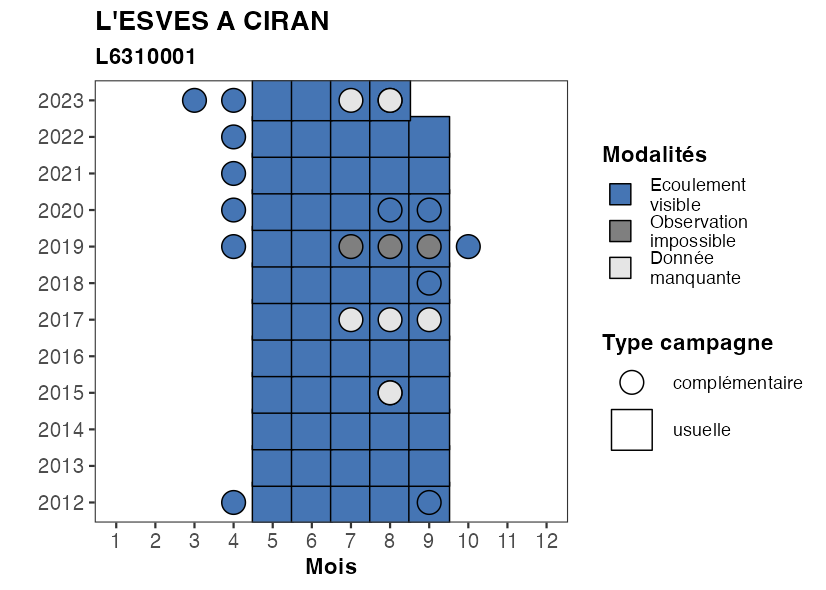 L'ESVES A CIRAN
L6310001
2023
2022
2021
2020
2019
2018
2017
2016
2015
2014
2013
2012
1 2 3 4 5 6 7 8 9 10 11 12
Mois
Modalités
Ecoulement
visible
Observation
impossible
Donnée
manquante
Type campagne
complémentaire
usuelle